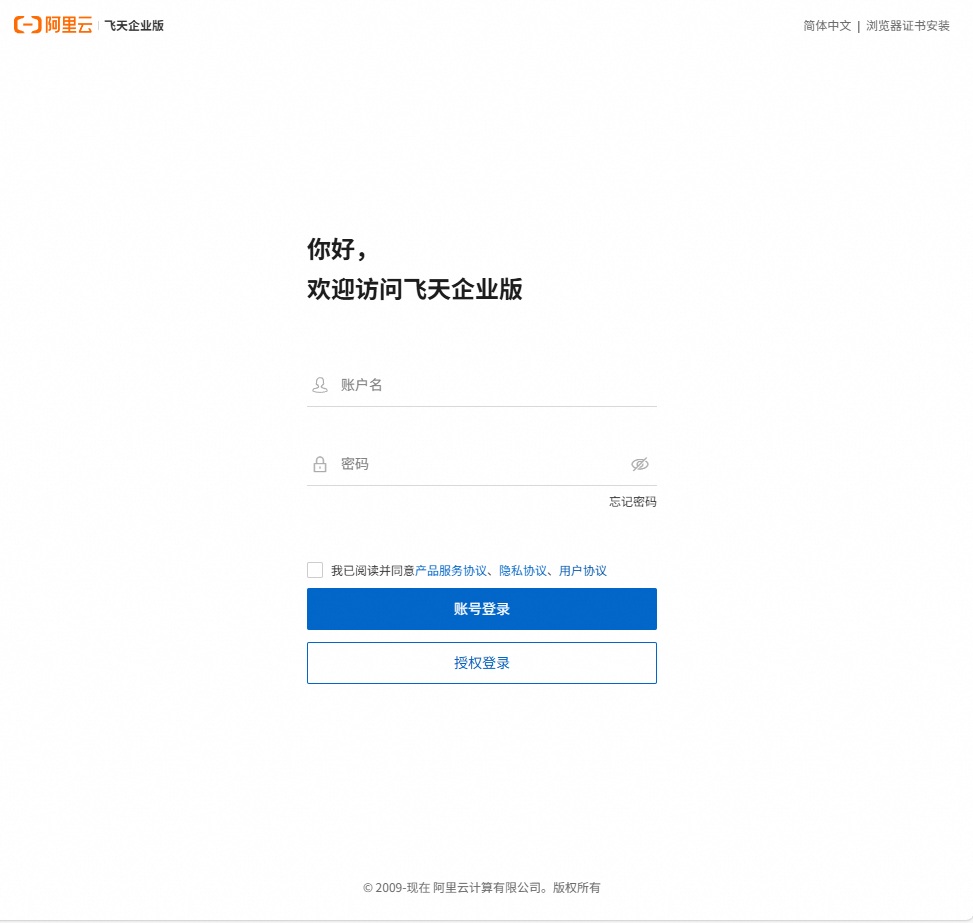 阿里云 飞天企业版
简体中文 | 浏览器证书安装
你好，
欢迎访问飞天企业版
账户名
密码
忘记密码
我已阅读并同意产品服务协议、隐私协议、用户协议
账号登录
授权登录
© 2009-现在 阿里云计算有限公司。版权所有